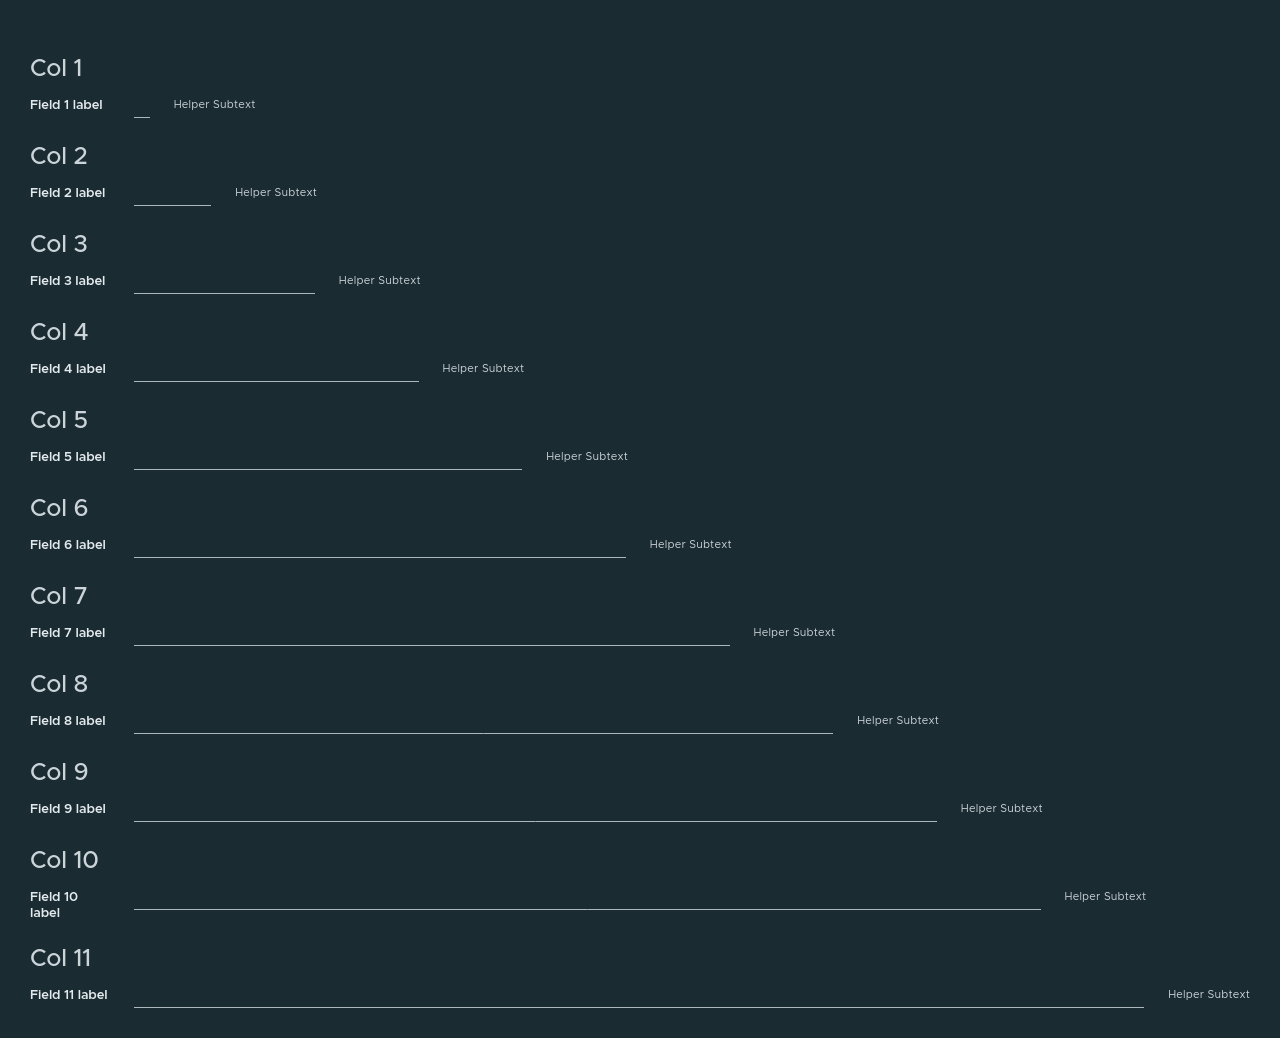 Col 1
Field 1 label Helper Subtext
Col 2
Field 2 label Helper Subtext
Col 3
Field 3 label Helper Subtext
Col 4
Field 4 label Helper Subtext
Col 5
Field 5 label Helper Subtext
Col 6
Field 6 label Helper Subtext
Col 7
Field 7 label Helper Subtext
Col 8
Field 8 label Helper Subtext
Col 9
Field 9 label Helper Subtext
Col 10
Field 10 Helper Subtext
label
Col 11
Field 11 label Helper Subtext